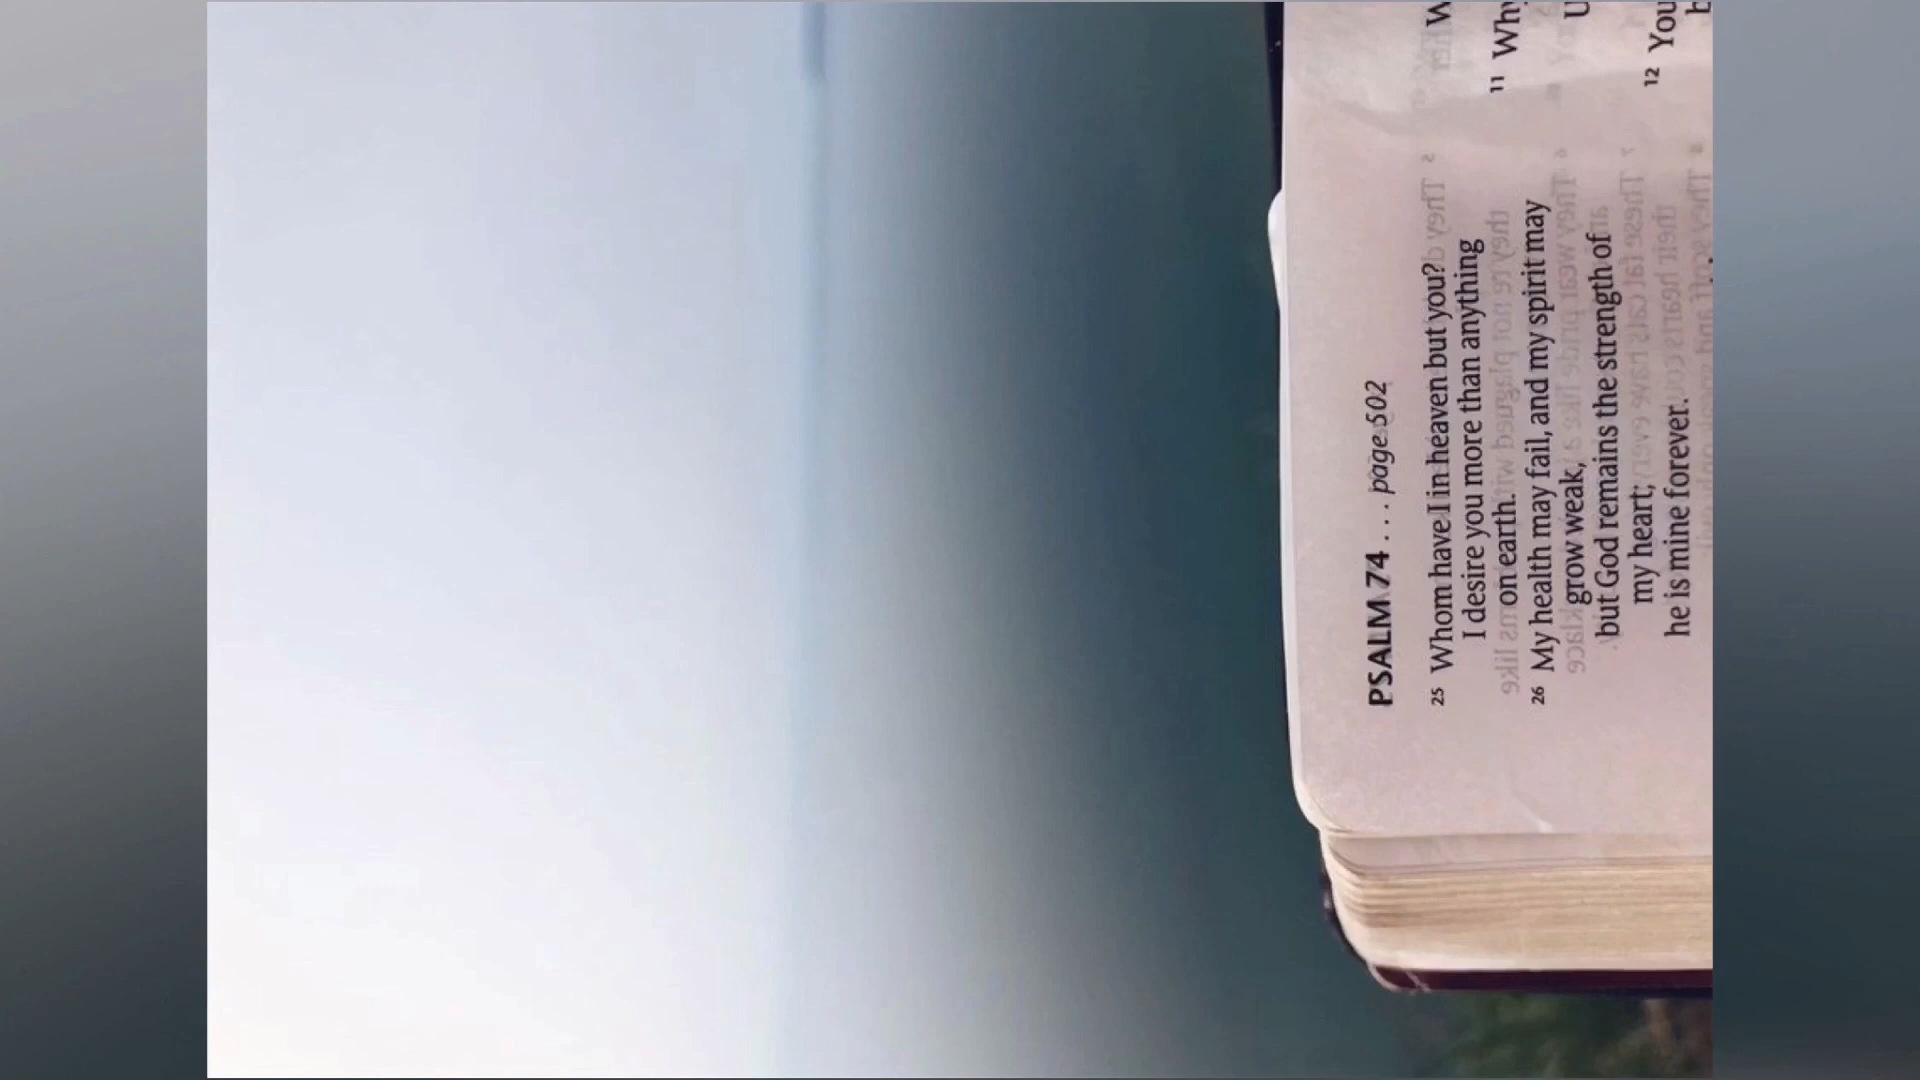 PSALM 74 . . . page 502
25 Whom have I in heaven but you?
I desire you more than anything
on earth.
26 My health may fail, and my spirit may
grow weak,
but God remains the strength of
my heart;
he is mine forever.
11 Why
12 You